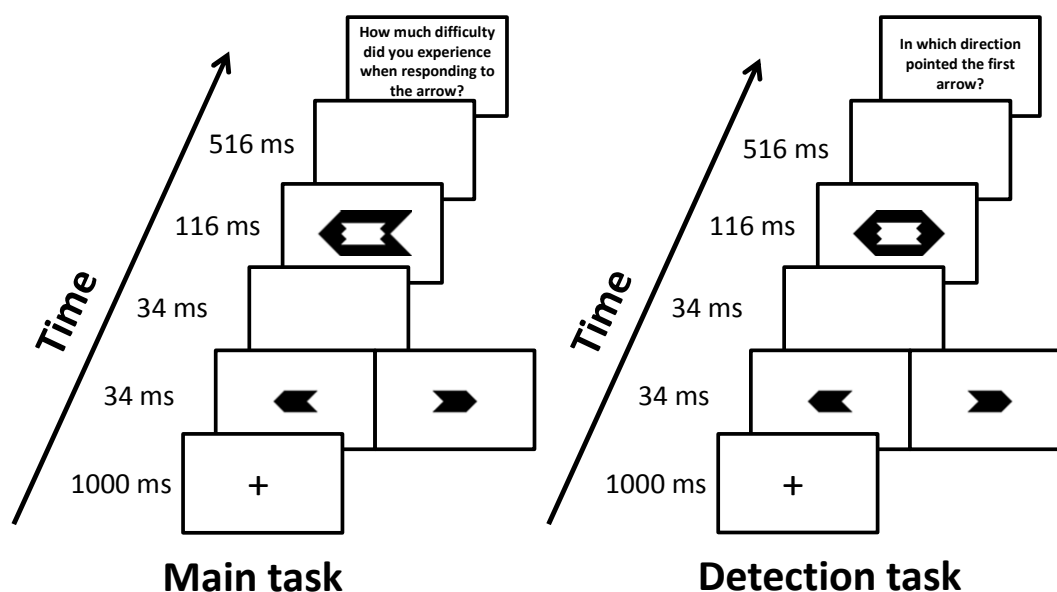 How much difficulty
did you experience
when responding to
the arrow?
516 ms
116 ms
34 ms
34 ms
1000 ms
+
Time
Main task
In which direction
pointed the first
arrow?
516 ms
116 ms
34 ms
34 ms
1000 ms
+
Time
Detection task